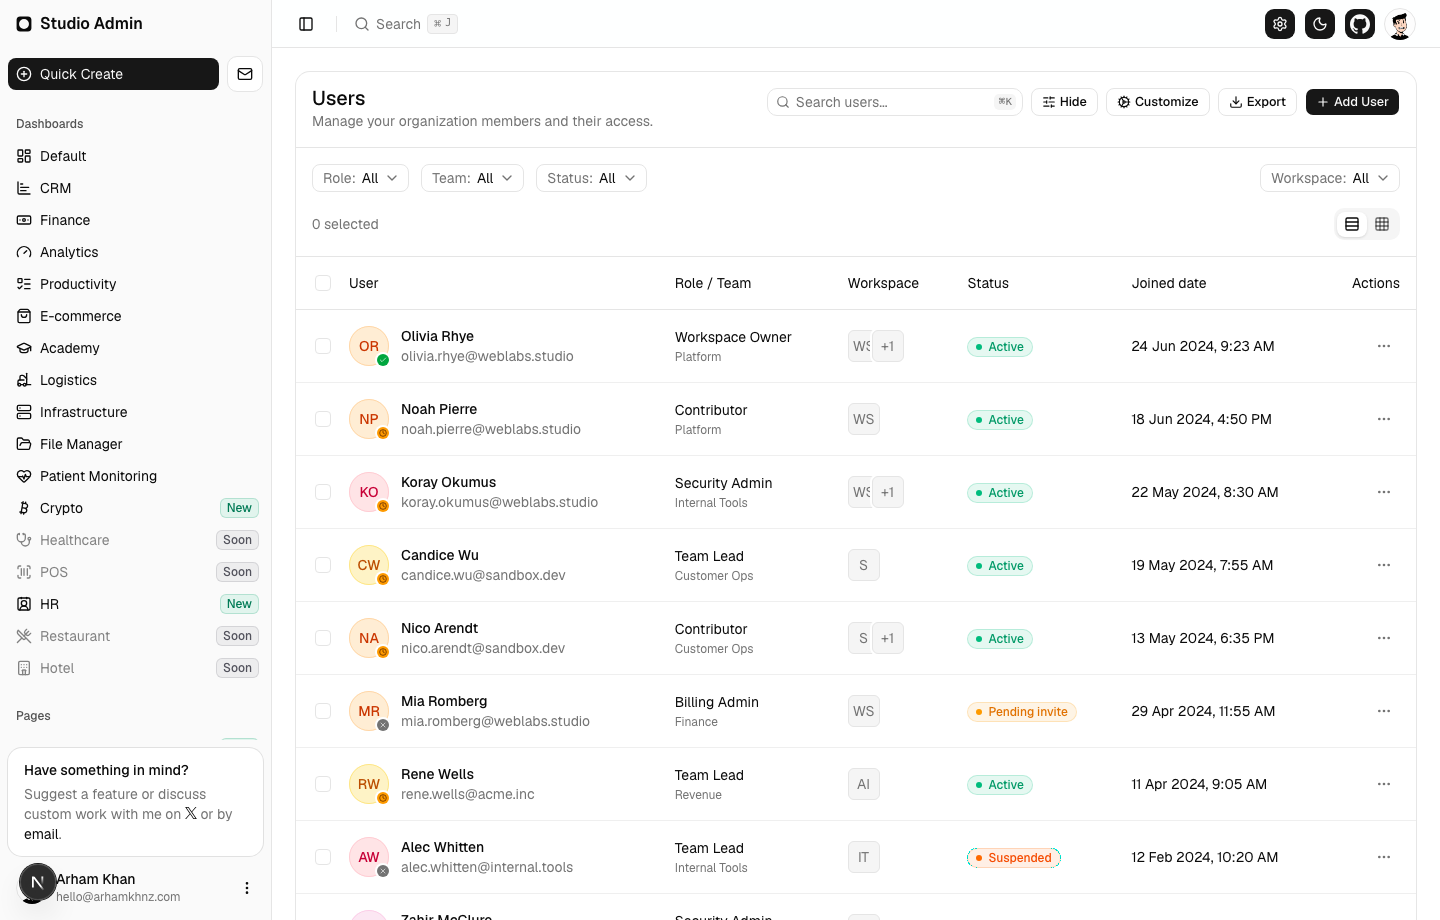 Studio Admin
Quick Create
Dashboards
Default
CRM
Finance
Analytics
Productivity
E-commerce
Academy
Logistics
Infrastructure
File Manager
Patient Monitoring
Crypto New
Healthcare Soon
POS Soon
HR New
Restaurant Soon
Hotel Soon
Pages
Have something in mind?
Suggest a feature or discuss
custom work with me on 𝕏 or by
email.
N
Arham Khan
hello@arhamkhnz.com
Search ⌘ J
Users
Manage your organization members and their access.
Search users... ⌘K
Hide
Customize
Export
Add User
Role: All
Team: All
Status: All
Workspace: All
0 selected
User Role / Team Workspace Status Joined date Actions
OR Olivia Rhye Workspace Owner WS +1 Active 24 Jun 2024, 9:23 AM
olivia.rhye@weblabs.studio Platform
NP Noah Pierre Contributor WS Active 18 Jun 2024, 4:50 PM
noah.pierre@weblabs.studio Platform
KO Koray Okumus Security Admin WS +1 Active 22 May 2024, 8:30 AM
koray.okumus@weblabs.studio Internal Tools
CW Candice Wu Team Lead S Active 19 May 2024, 7:55 AM
candice.wu@sandbox.dev Customer Ops
NA Nico Arendt Contributor S +1 Active 13 May 2024, 6:35 PM
nico.arendt@sandbox.dev Customer Ops
MR Mia Romberg Billing Admin WS Pending invite 29 Apr 2024, 11:55 AM
mia.romberg@weblabs.studio Finance
RW Rene Wells Team Lead AI Active 11 Apr 2024, 9:05 AM
rene.wells@acme.inc Revenue
AW Alec Whitten Team Lead IT Suspended 12 Feb 2024, 10:20 AM
alec.whitten@internal.tools Internal Tools
Zahir McClure Security Admin